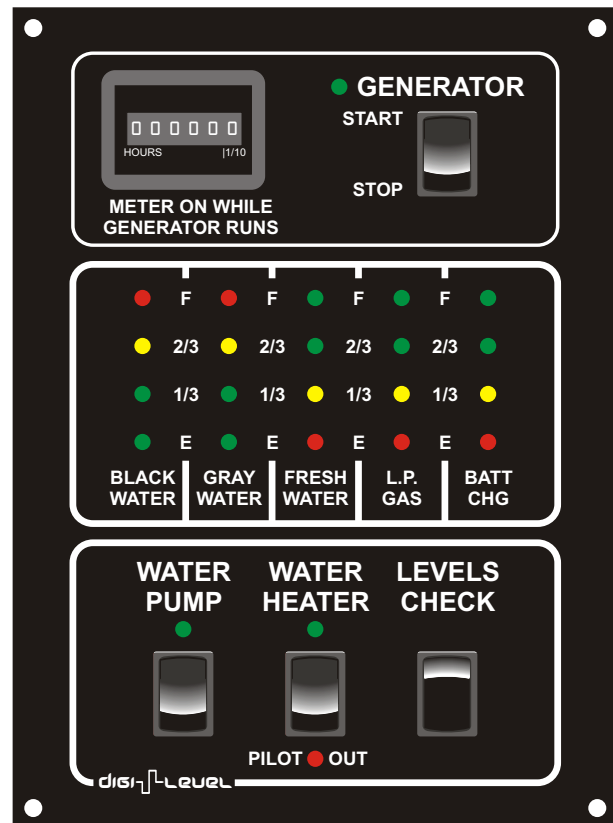 GENERATOR
START
STOP
000000
HOURS |1/10
METER ON WHILE
GENERATOR RUNS
F F F F
2/3 2/3 2/3 2/3
1/3 1/3 1/3 1/3
E E E E
BLACK WATER
GRAY WATER
FRESH WATER
L.P. GAS
BATT CHG
WATER PUMP
WATER HEATER
LEVELS CHECK
PILOT OUT
DIGI-LEVEL